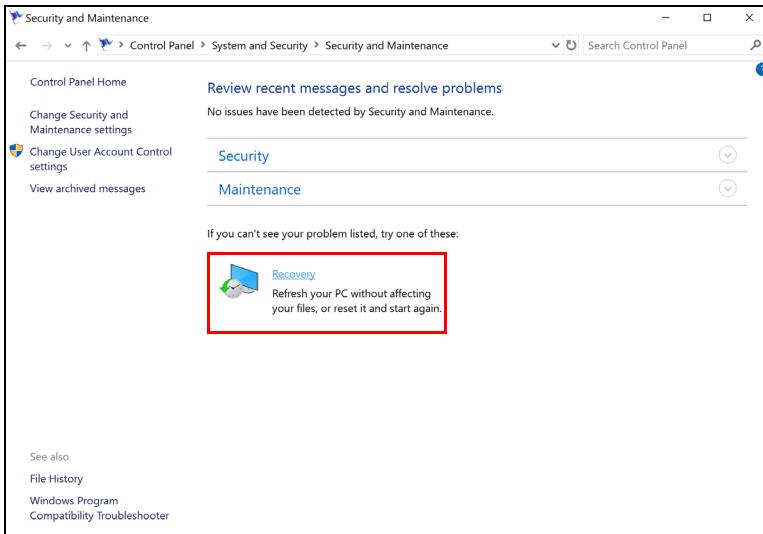 Security and Maintenance
Control Panel > System and Security > Security and Maintenance
Search Control Panel
Control Panel Home
Change Security and
Maintenance settings
Change User Account Control
settings
View archived messages
Review recent messages and resolve problems
No issues have been detected by Security and Maintenance.
Security
Maintenance
If you can't see your problem listed, try one of these:
Recovery
Refresh your PC without affecting
your files, or reset it and start again.
See also
File History
Windows Program
Compatibility Troubleshooter